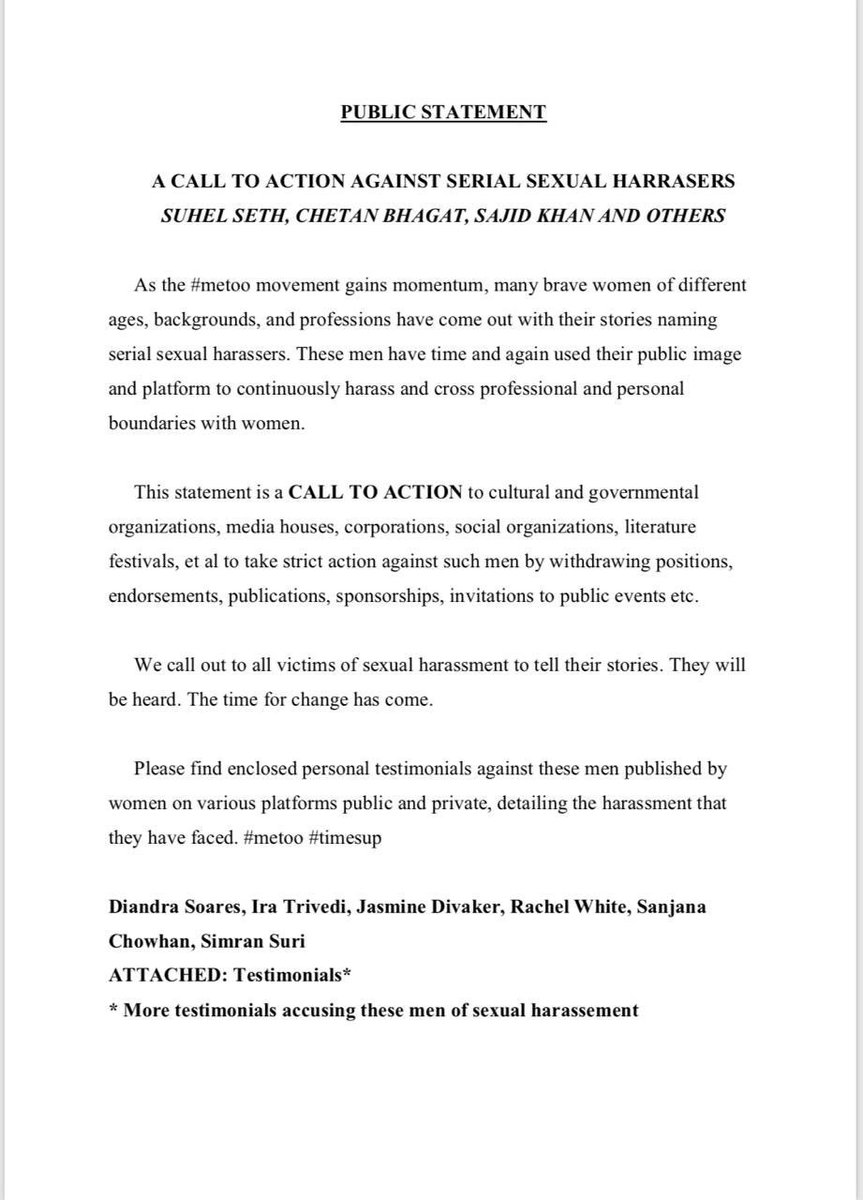 PUBLIC STATEMENT
A CALL TO ACTION AGAINST SERIAL SEXUAL HARRASERS
SUHEL SETH, CHETAN BHAGAT, SAJID KHAN AND OTHERS
As the #metoo movement gains momentum, many brave women of different
ages, backgrounds, and professions have come out with their stories naming
serial sexual harassers. These men have time and again used their public image
and platform to continuously harass and cross professional and personal
boundaries with women.
This statement is a CALL TO ACTION to cultural and governmental
organizations, media houses, corporations, social organizations, literature
festivals, et al to take strict action against such men by withdrawing positions,
endorsements, publications, sponsorships, invitations to public events etc.
We call out to all victims of sexual harassment to tell their stories. They will
be heard. The time for change has come.
Please find enclosed personal testimonials against these men published by
women on various platforms public and private, detailing the harassment that
they have faced. #metoo #timesup
Diandra Soares, Ira Trivedi, Jasmine Divaker, Rachel White, Sanjana
Chowhan, Simran Suri
ATTACHED: Testimonials*
* More testimonials accusing these men of sexual harassement